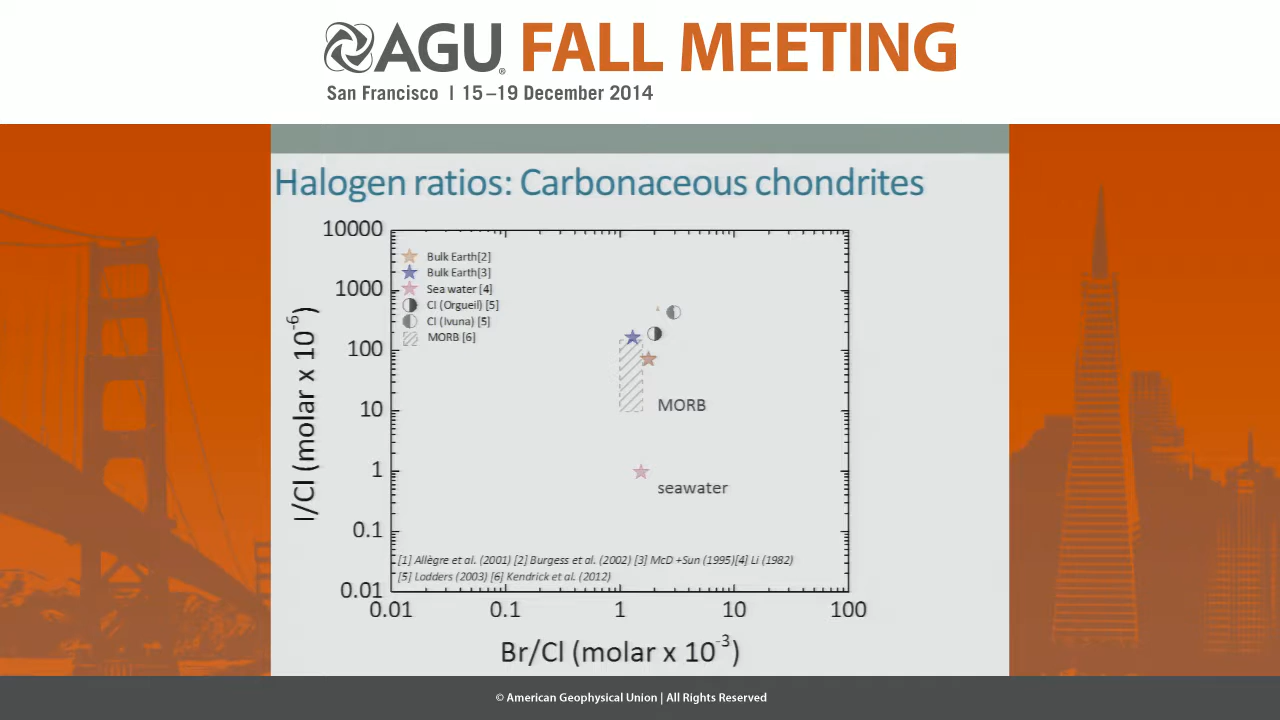 AGU® FALL MEETING
San Francisco | 15–19 December 2014
Halogen ratios: Carbonaceous chondrites
10000
1000
100
10
1
0.1
0.01
I/Cl (molar x 10⁻⁶)
Bulk Earth[2]
Bulk Earth[3]
Sea water [4]
CI (Orgueil) [5]
CI (Ivuna) [5]
MORB [6]
MORB
seawater
[1] Allègre et al. (2001) [2] Burgess et al. (2002) [3] McD +Sun (1995)[4] Li (1982)
[5] Lodders (2003) [6] Kendrick et al. (2012)
0.01 0.1 1 10 100
Br/Cl (molar x 10⁻³)
© American Geophysical Union | All Rights Reserved